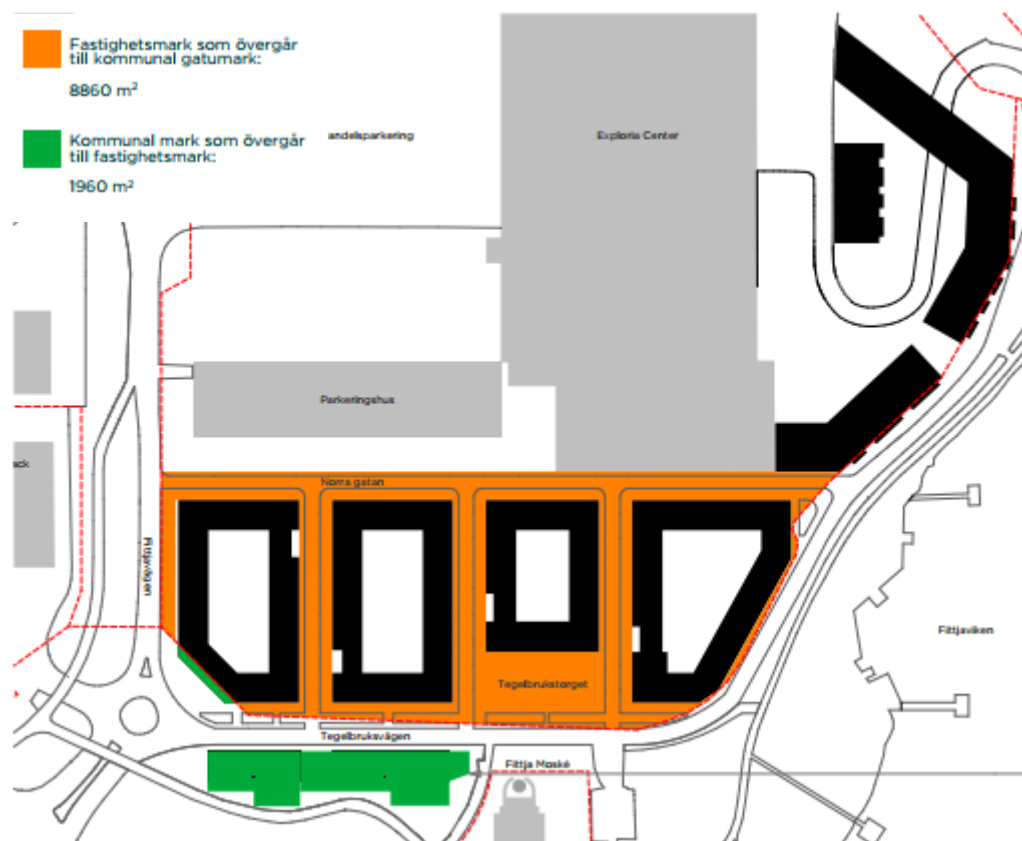 Fastighetsmark som övergår
till kommunal gatumark:
8860 m²
Kommunal mark som övergår
till fastighetsmark:
1960 m²
andelsparkering
Exploria Center
Parkeringshus
ack
Norra gatan
Fittjavägen
Fittjaviken
Tegelbrukstorget
Tegelbruksvägen
Fittja Moské